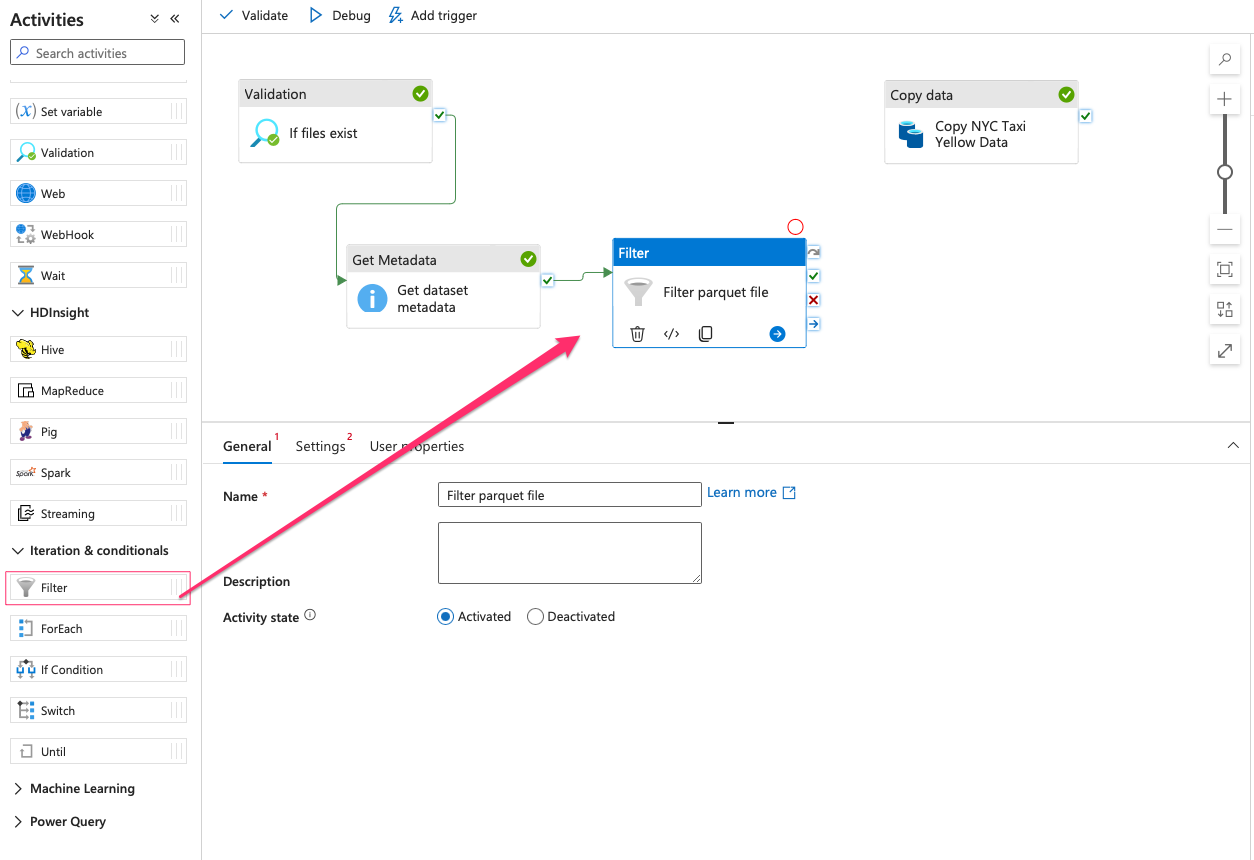 Activities
Search activities
(x) Set variable
Validation
Web
WebHook
Wait
HDInsight
Hive
MapReduce
Pig
Spark
Streaming
Iteration & conditionals
Filter
ForEach
If Condition
Switch
Until
Machine Learning
Power Query
Validate
Debug
Add trigger
Validation
If files exist
Copy data
Copy NYC Taxi
Yellow Data
Get Metadata
Get dataset
metadata
Filter
Filter parquet file
General 1
Settings 2
User properties
Name *
Filter parquet file
Learn more
Description
Activity state
Activated
Deactivated